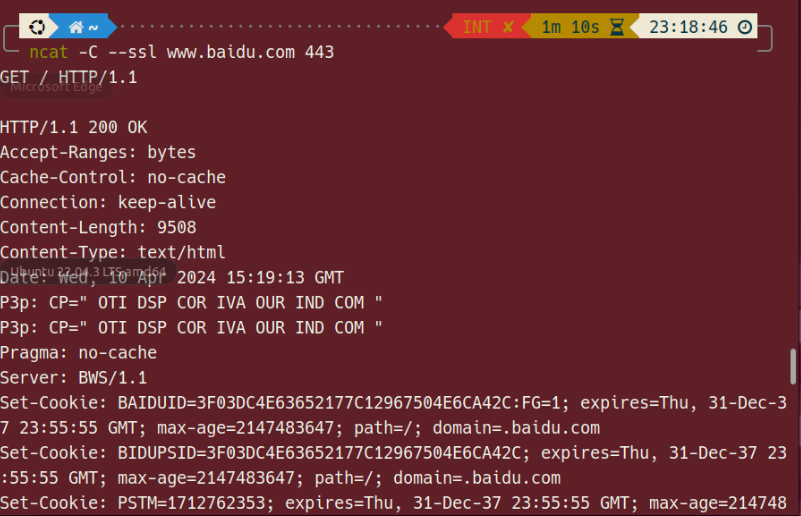 ~ INT ✘ 1m 10s 23:18:46
ncat -C --ssl www.baidu.com 443
GET / HTTP/1.1
Microsoft Edge
HTTP/1.1 200 OK
Accept-Ranges: bytes
Cache-Control: no-cache
Connection: keep-alive
Content-Length: 9508
Content-Type: text/html
Ubuntu 22.04.3 LTS amd64
Date: Wed, 10 Apr 2024 15:19:13 GMT
P3p: CP=" OTI DSP COR IVA OUR IND COM "
P3p: CP=" OTI DSP COR IVA OUR IND COM "
Pragma: no-cache
Server: BWS/1.1
Set-Cookie: BAIDUID=3F03DC4E63652177C12967504E6CA42C:FG=1; expires=Thu, 31-Dec-3
7 23:55:55 GMT; max-age=2147483647; path=/; domain=.baidu.com
Set-Cookie: BIDUPSID=3F03DC4E63652177C12967504E6CA42C; expires=Thu, 31-Dec-37 23
:55:55 GMT; max-age=2147483647; path=/; domain=.baidu.com
Set-Cookie: PSTM=1712762353; expires=Thu, 31-Dec-37 23:55:55 GMT; max-age=214748